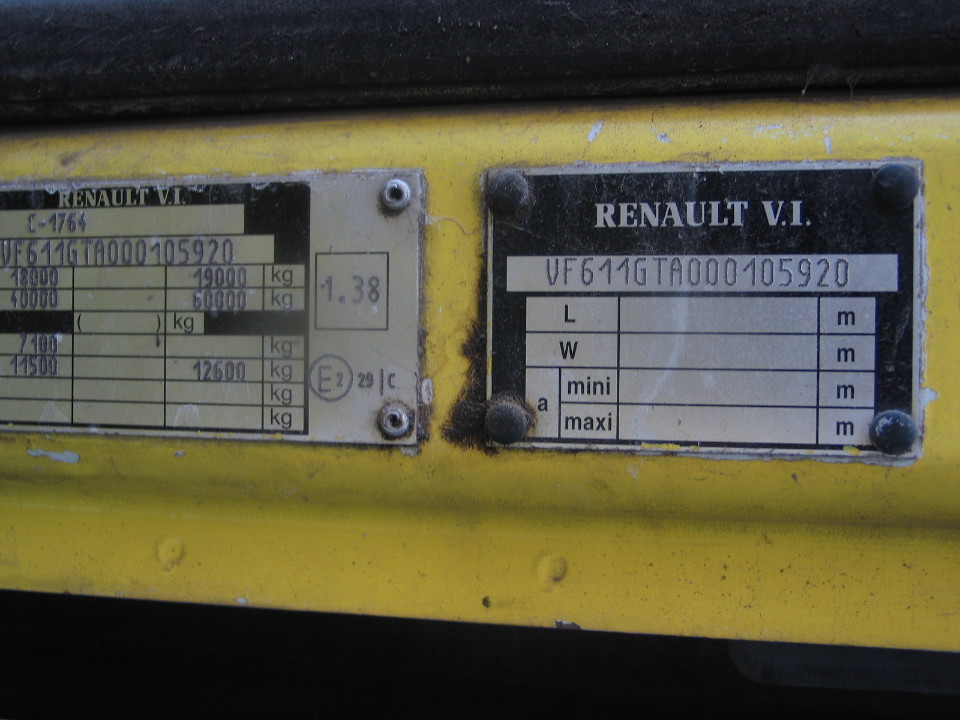 RENAULT V.I.
C-1764
VF611GTA000105920
18000 19000 kg
40000 60000 kg
( ) kg
7100 kg
11500 12600 kg
kg
kg
1.38
E2 29 | C
RENAULT V.I.
VF611GTA000105920
L m
W m
a mini m
maxi m